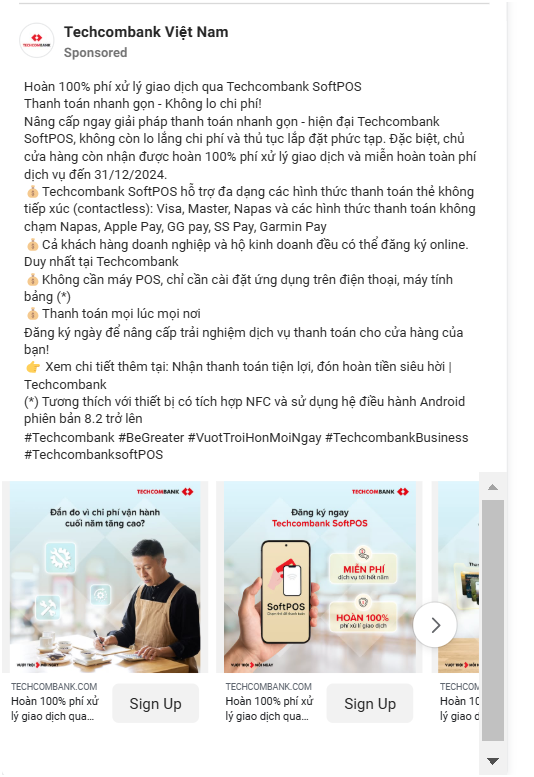 Techcombank Việt Nam
TECHCOMBANK
Sponsored
Hoàn 100% phí xử lý giao dịch qua Techcombank SoftPOS
Thanh toán nhanh gọn - Không lo chi phí!
Nâng cấp ngay giải pháp thanh toán nhanh gọn - hiện đại Techcombank
SoftPOS, không còn lo lắng chi phí và thủ tục lắp đặt phức tạp. Đặc biệt, chủ
cửa hàng còn nhận được hoàn 100% phí xử lý giao dịch và miễn hoàn toàn phí
dịch vụ đến 31/12/2024.
💰Techcombank SoftPOS hỗ trợ đa dạng các hình thức thanh toán thẻ không
tiếp xúc (contactless): Visa, Master, Napas và các hình thức thanh toán không
chạm Napas, Apple Pay, GG pay, SS Pay, Garmin Pay
💰Cả khách hàng doanh nghiệp và hộ kinh doanh đều có thể đăng ký online.
Duy nhất tại Techcombank
💰Không cần máy POS, chỉ cần cài đặt ứng dụng trên điện thoại, máy tính
bảng (*)
💰Thanh toán mọi lúc mọi nơi
Đăng ký ngày để nâng cấp trải nghiệm dịch vụ thanh toán cho cửa hàng của
bạn!
👉 Xem chi tiết thêm tại: Nhận thanh toán tiện lợi, đón hoàn tiền siêu hời |
Techcombank
(*) Tương thích với thiết bị có tích hợp NFC và sử dụng hệ điều hành Android
phiên bản 8.2 trở lên
#Techcombank #BeGreater #VuotTroiHonMoiNgay #TechcombankBusiness
#TechcombanksoftPOS
TECHCOMBANK
Đắn đo vì chi phí vận hành
cuối năm tăng cao?
VƯỢT TRỘI MỖI NGÀY
TECHCOMBANK.COM
Hoàn 100% phí xử
lý giao dịch qua...
Sign Up
TECHCOMBANK
Đăng ký ngay
Techcombank SoftPOS
SoftPOS
Chạm thẻ để thanh toán
MIỄN PHÍ
dịch vụ tới hết năm
HOÀN 100%
phí xử lý giao dịch
VƯỢT TRỘI MỖI NGÀY
TECHCOMBANK.COM
Hoàn 100% phí xử
lý giao dịch qua...
Sign Up
VƯỢT TRỘI
TECHCOM
Hoàn 10
lý giao d